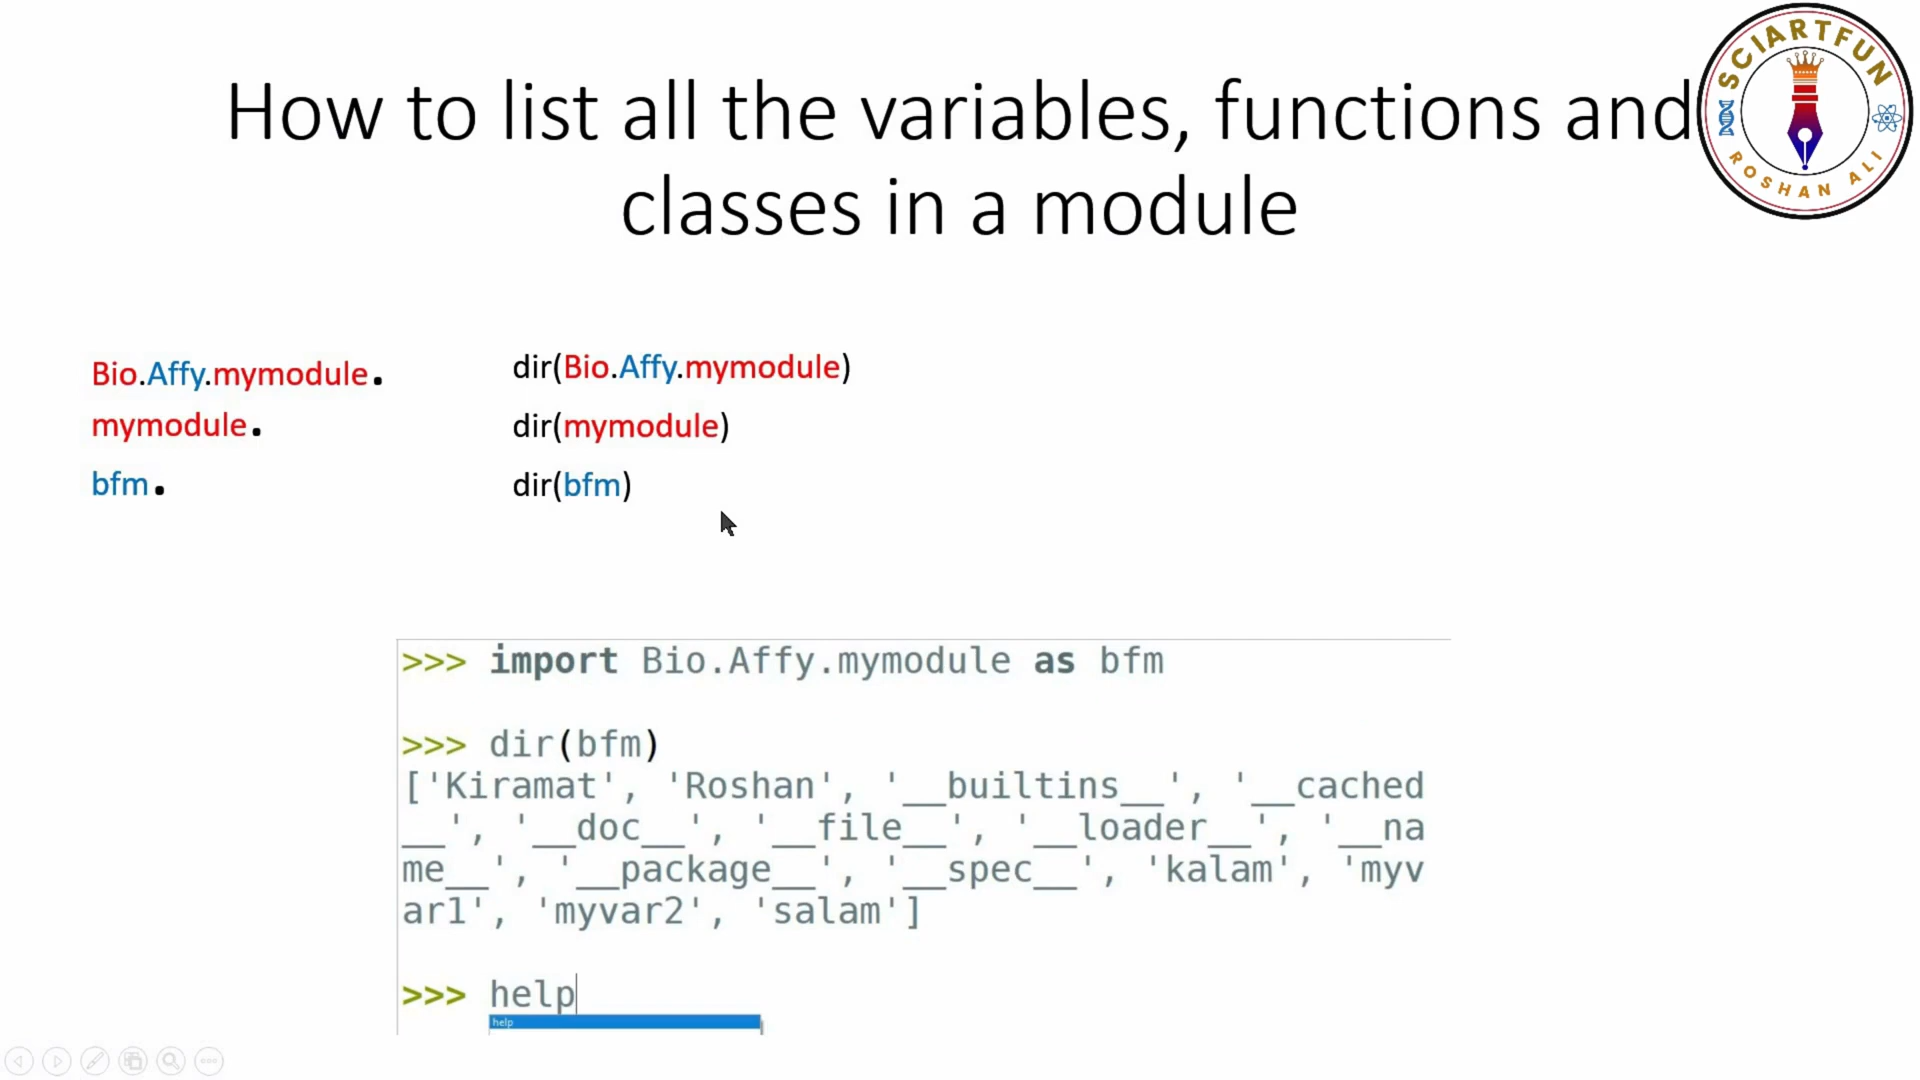 How to list all the variables, functions and
classes in a module
SCIARTFUN
ROSHAN ALI
Bio.Affy.mymodule.
mymodule.
bfm.
dir(Bio.Affy.mymodule)
dir(mymodule)
dir(bfm)
>>> import Bio.Affy.mymodule as bfm
>>> dir(bfm)
['Kiramat', 'Roshan', '__builtins__', '__cached
__', '__doc__', '__file__', '__loader__', '__na
me__', '__package__', '__spec__', 'kalam', 'myv
ar1', 'myvar2', 'salam']
>>> help
help